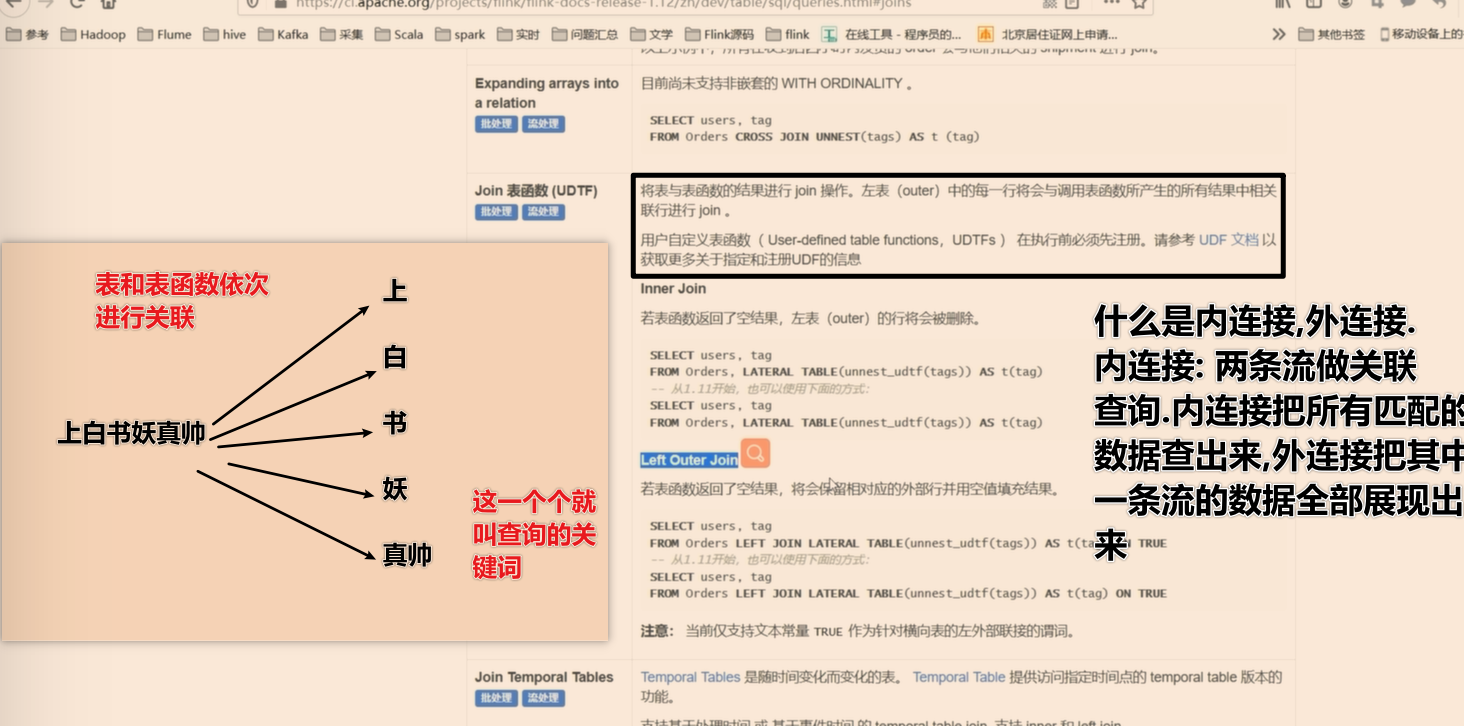 https://ci.apache.org/projects/flink/flink-docs-release-1.12/zh/dev/table/sql/queries.html#joins
参考 Hadoop Flume hive Kafka 采集 Scala spark 实时 问题汇总 文学 Flink源码 flink 在线工具 - 程序员的... 北京居住证网上申请... 其他书签 移动设备上的
Expanding arrays into
a relation
批处理 流处理
目前尚未支持非嵌套的 WITH ORDINALITY 。
SELECT users, tag
FROM Orders CROSS JOIN UNNEST(tags) AS t (tag)
Join 表函数 (UDTF)
批处理 流处理
将表与表函数的结果进行 join 操作。左表（outer）中的每一行将会与调用表函数所产生的所有结果中相关
联行进行 join 。
用户自定义表函数（ User-defined table functions，UDTFs ） 在执行前必须先注册。请参考 UDF 文档 以
获取更多关于指定和注册UDF的信息
Inner Join
若表函数返回了空结果，左表（outer）的行将会被删除。
SELECT users, tag
FROM Orders, LATERAL TABLE(unnest_udtf(tags)) AS t(tag)
-- 从1.11开始，也可以使用下面的方式：
SELECT users, tag
FROM Orders, LATERAL TABLE(unnest_udtf(tags)) AS t(tag)
Left Outer Join
若表函数返回了空结果，将会保留相对应的外部行并用空值填充结果。
SELECT users, tag
FROM Orders LEFT JOIN LATERAL TABLE(unnest_udtf(tags)) AS t(ta TRUE
-- 从1.11开始，也可以使用下面的方式：
SELECT users, tag
FROM Orders LEFT JOIN LATERAL TABLE(unnest_udtf(tags)) AS t(tag) ON TRUE
注意： 当前仅支持文本常量 TRUE 作为针对横向表的左外部联接的谓词。
Join Temporal Tables
批处理 流处理
Temporal Tables 是随时间变化而变化的表。 Temporal Table 提供访问指定时间点的 temporal table 版本的
功能。
表和表函数依次
进行关联
上白书妖真帅
上
白
书
妖
真帅
这一个个就
叫查询的关
键词
什么是内连接,外连接.
内连接: 两条流做关联
查询.内连接把所有匹配的
数据查出来,外连接把其中
一条流的数据全部展现出
来